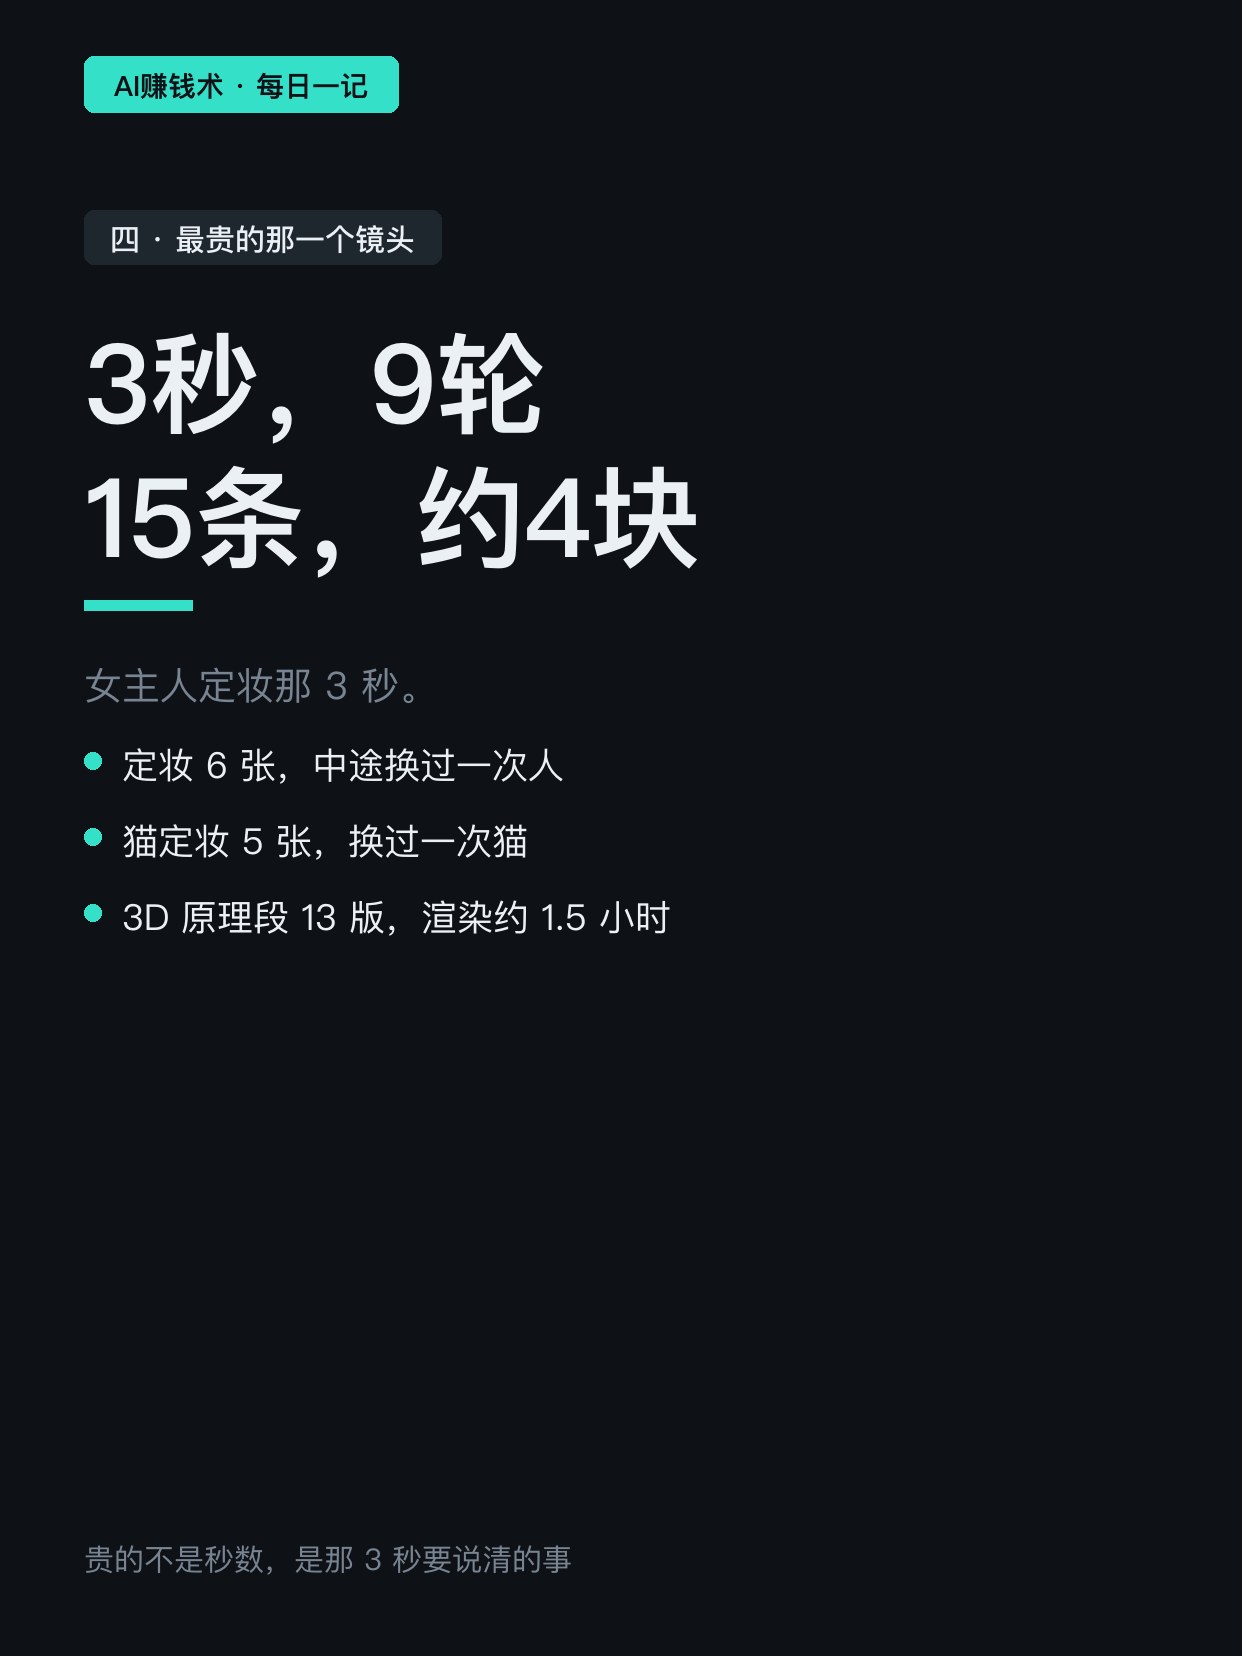 AI赚钱术 · 每日一记
四 · 最贵的那一个镜头
3秒，9轮
15条，约4块
女主人定妆那 3 秒。
定妆 6 张，中途换过一次人
猫定妆 5 张，换过一次猫
3D 原理段 13 版，渲染约 1.5 小时
贵的不是秒数，是那 3 秒要说清的事